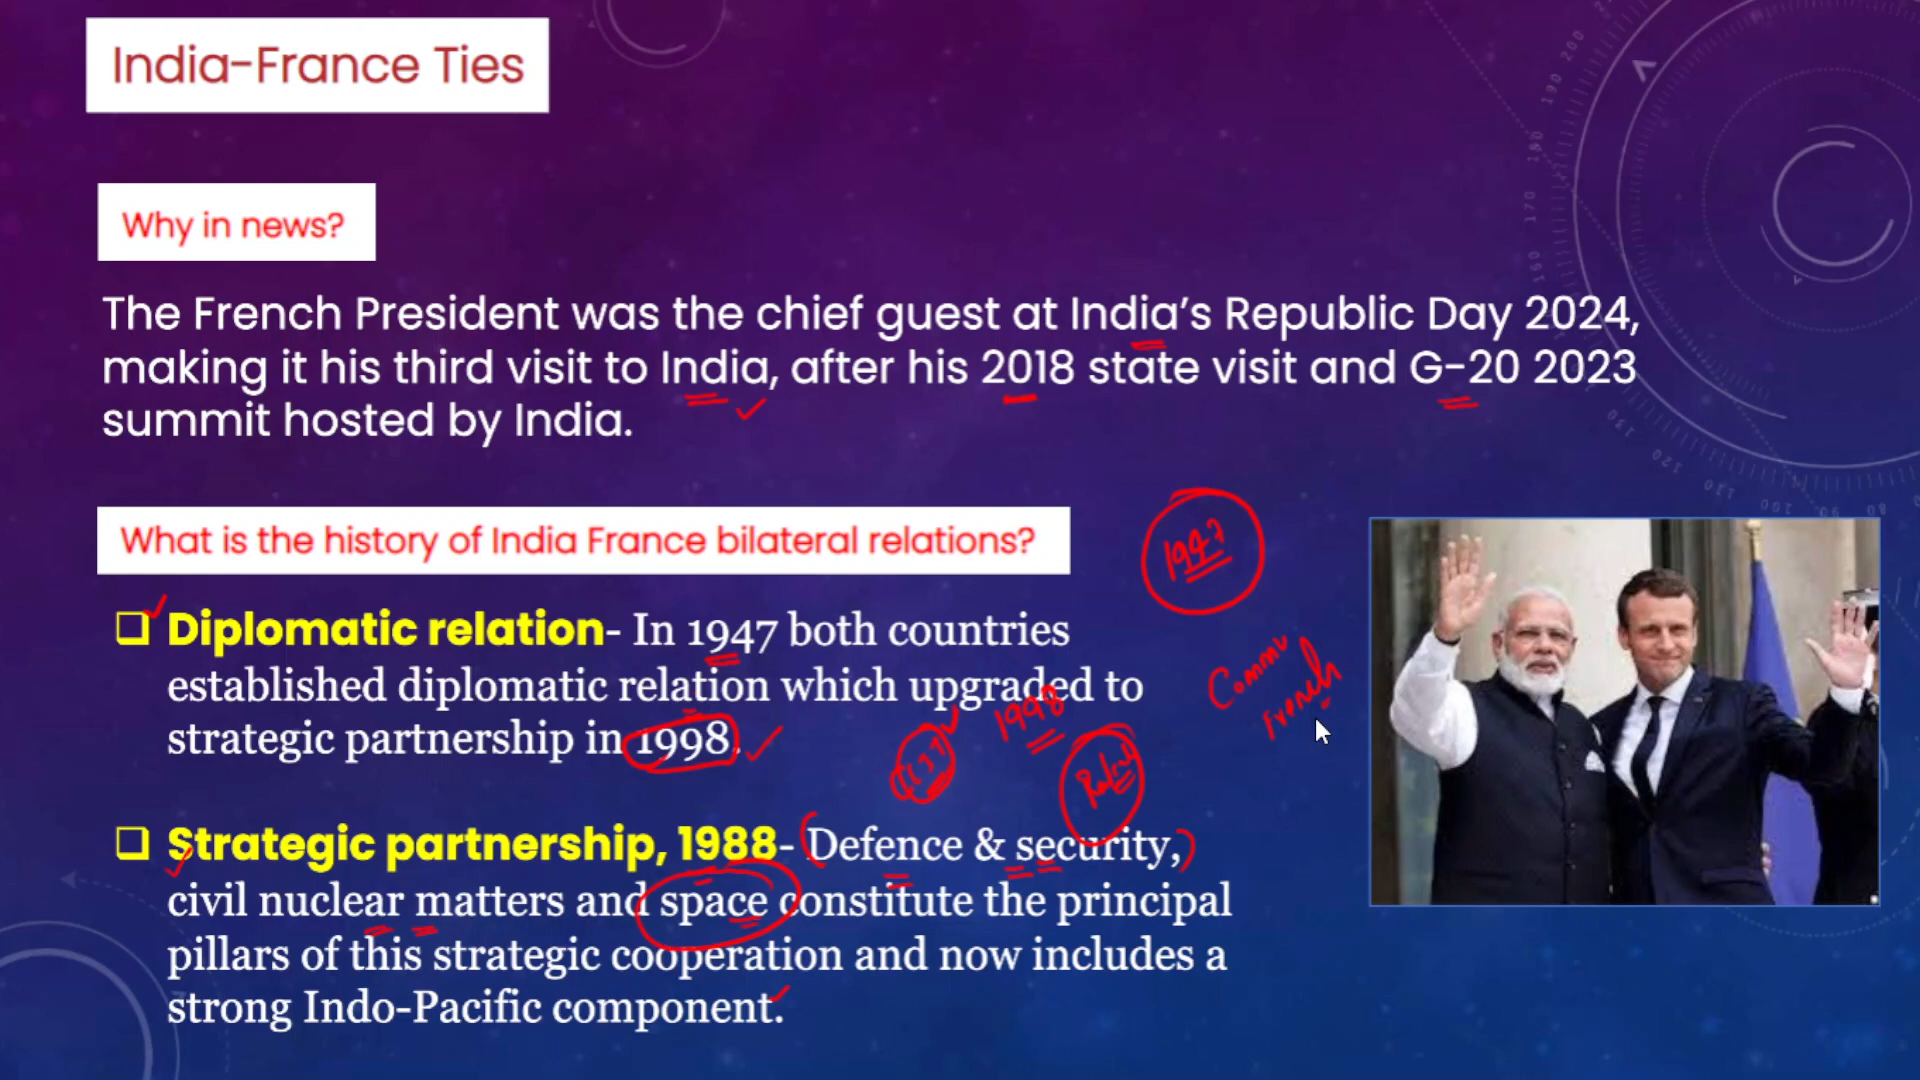 India-France Ties
Why in news?
The French President was the chief guest at India's Republic Day 2024,
making it his third visit to India, after his 2018 state visit and G-20 2023
summit hosted by India.
What is the history of India France bilateral relations?
1947
Diplomatic relation- In 1947 both countries
established diplomatic relation which upgraded to
strategic partnership in 1998.
1998
French
Strategic partnership, 1988- Defence & security,
civil nuclear matters and space constitute the principal
pillars of this strategic cooperation and now includes a
strong Indo-Pacific component.